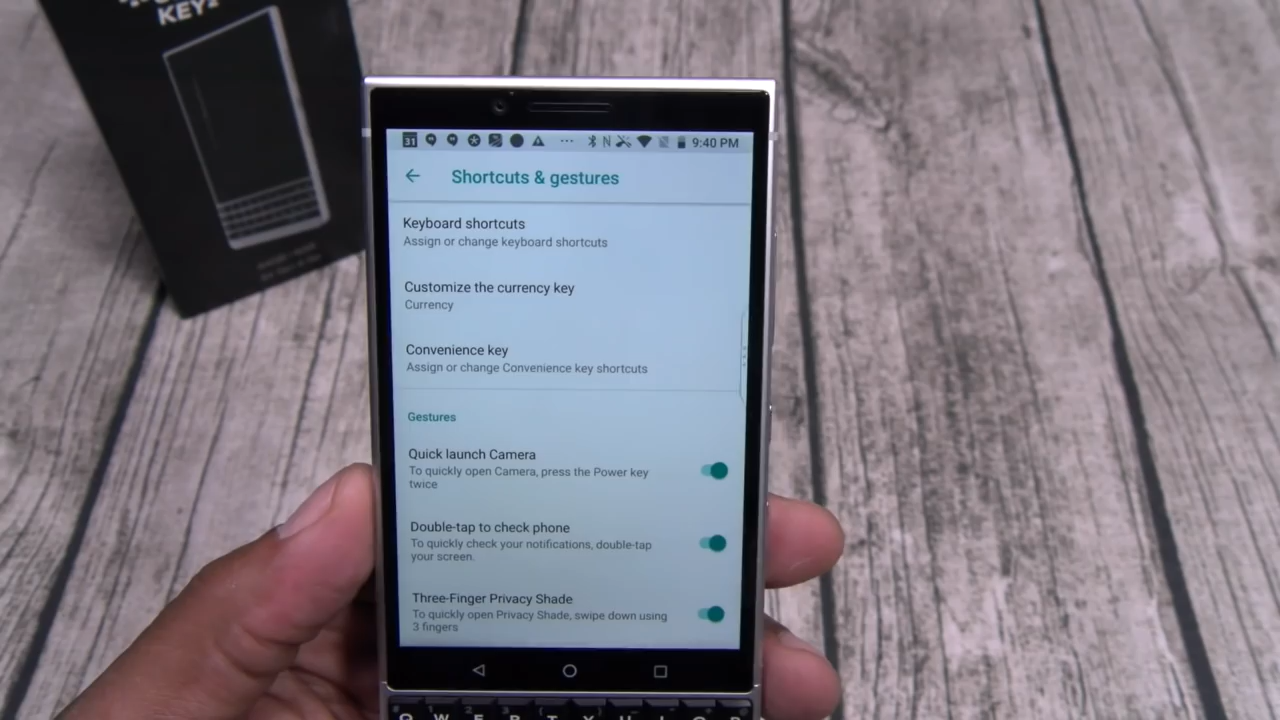 KEY²
31 N 9:40 PM
Shortcuts & gestures
Keyboard shortcuts
Assign or change keyboard shortcuts
Customize the currency key
Currency
Convenience key
Assign or change Convenience key shortcuts
Gestures
Quick launch Camera
To quickly open Camera, press the Power key
twice
Double-tap to check phone
To quickly check your notifications, double-tap
your screen.
Three-Finger Privacy Shade
To quickly open Privacy Shade, swipe down using
3 fingers